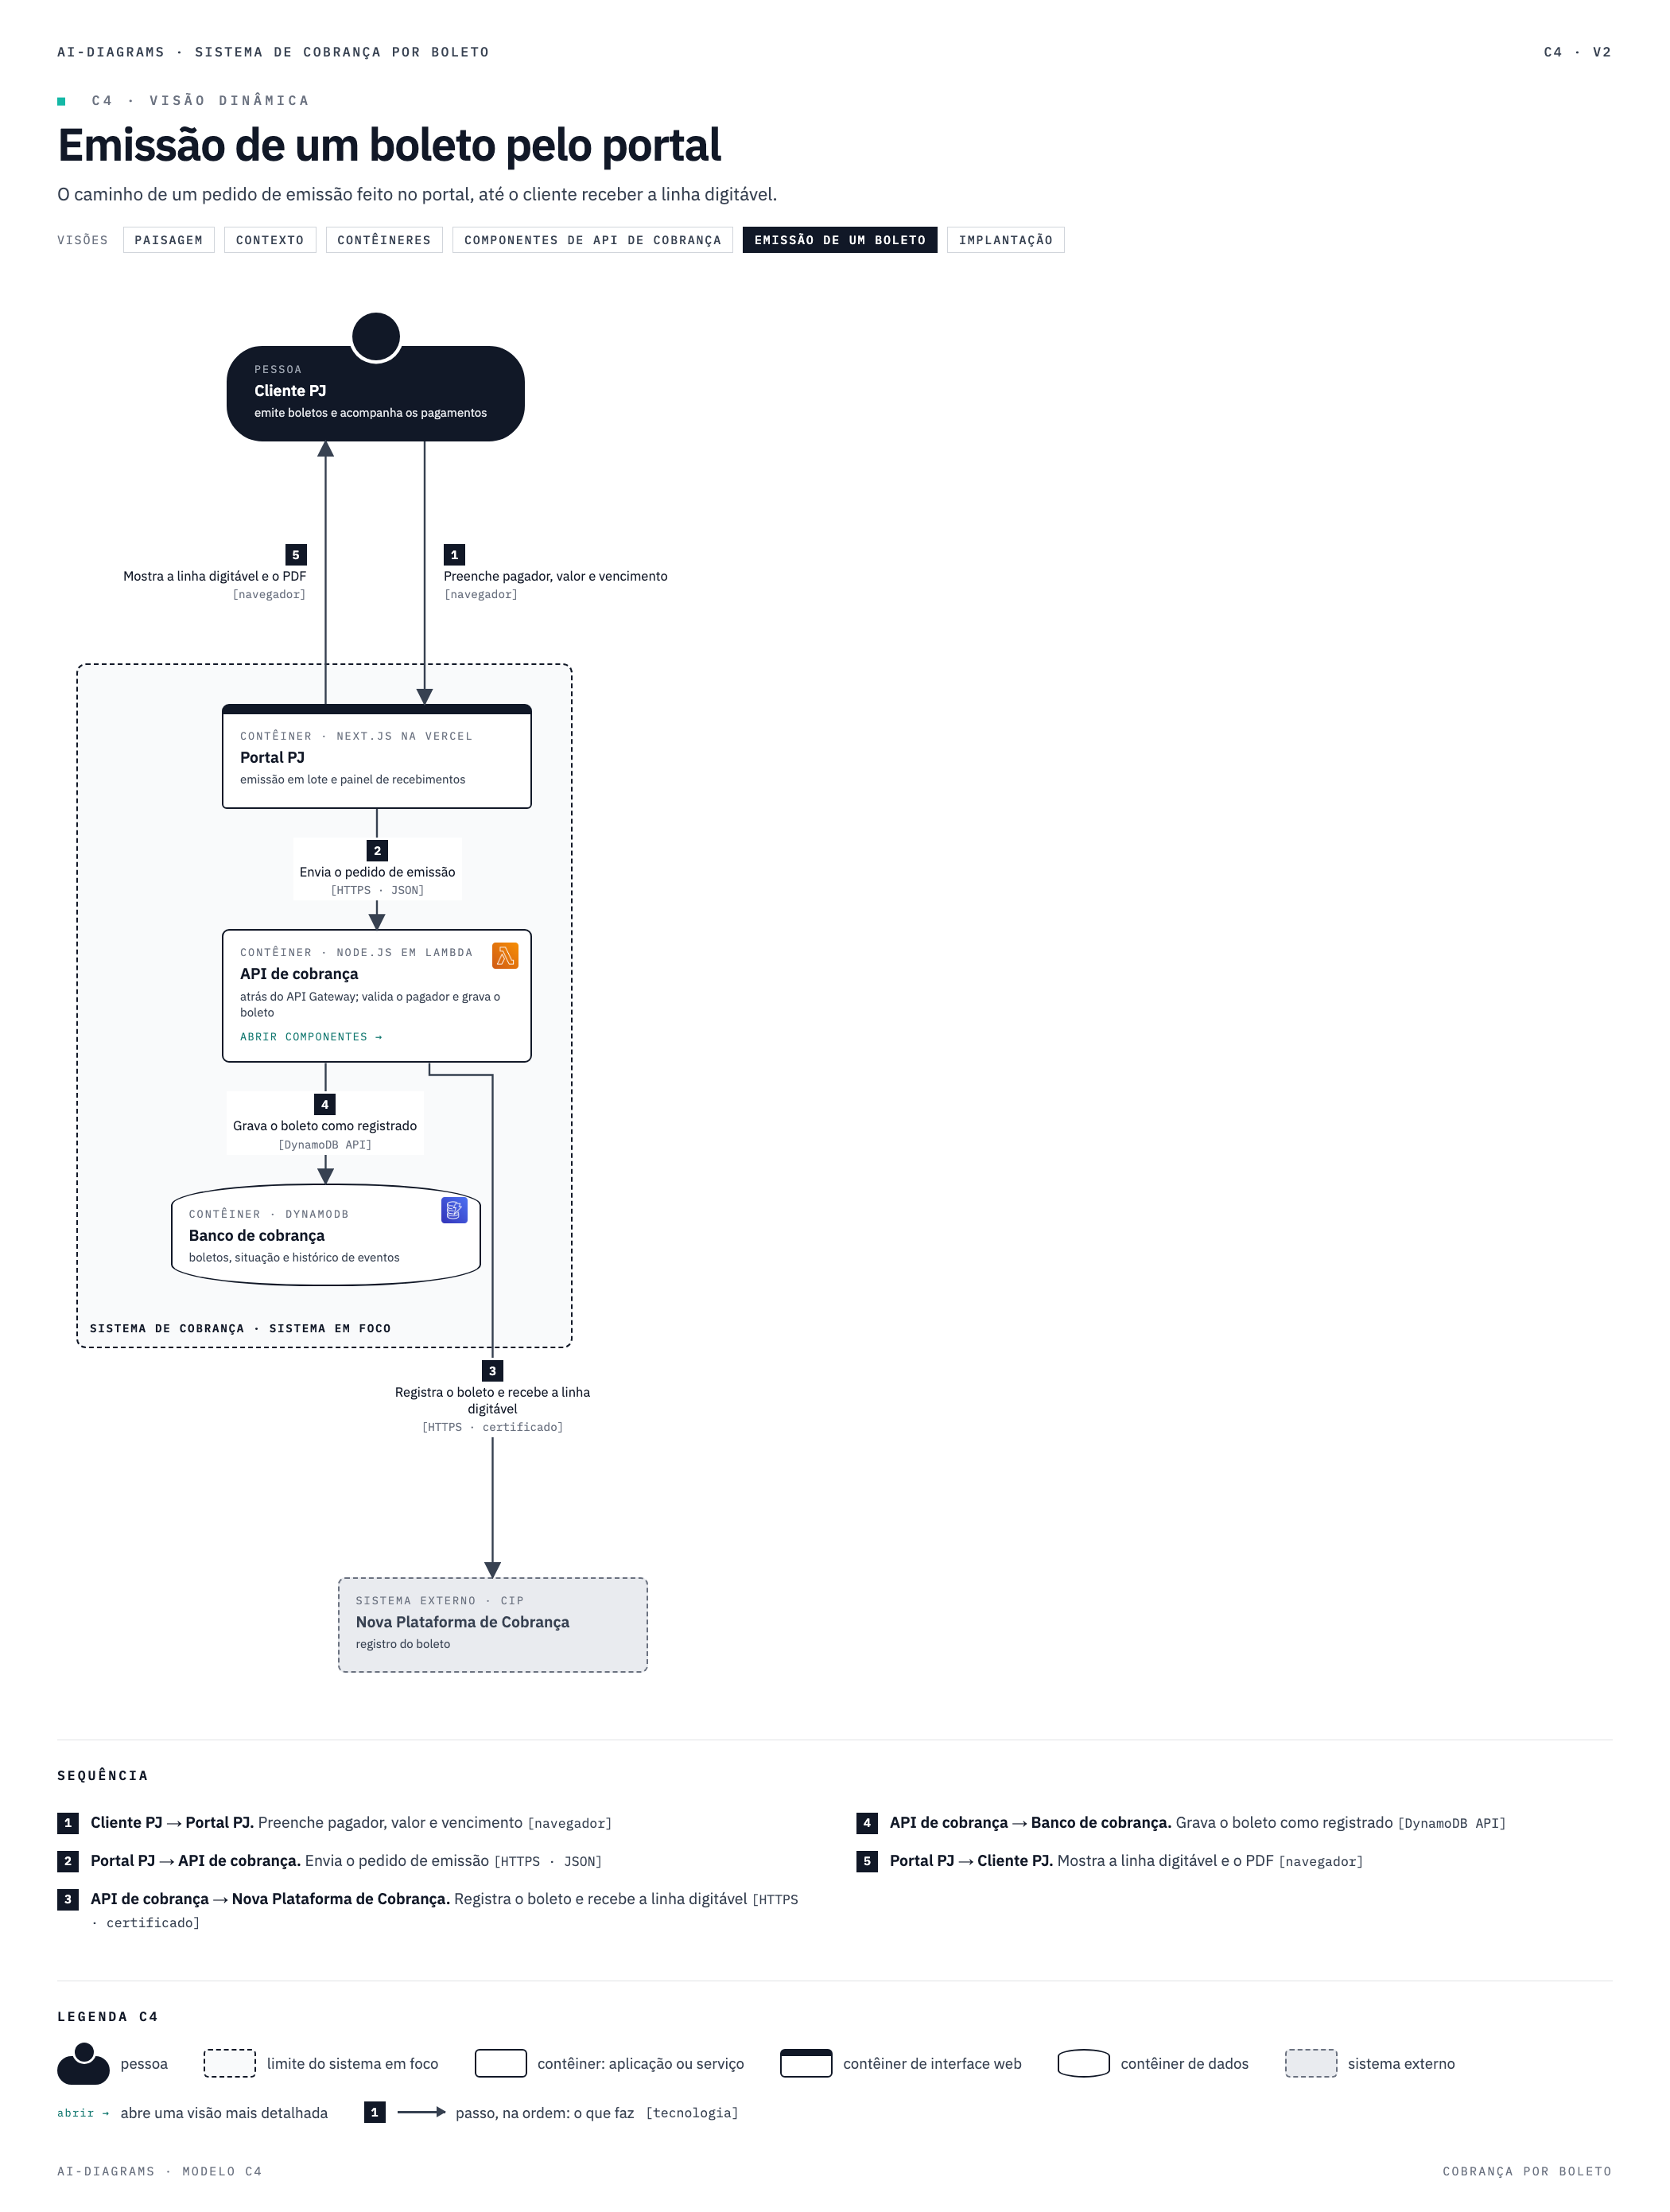 AI-DIAGRAMS · SISTEMA DE COBRANÇA POR BOLETO
C4 · V2
C4 · VISÃO DINÂMICA
Emissão de um boleto pelo portal
O caminho de um pedido de emissão feito no portal, até o cliente receber a linha digitável.
VISÕES
PAISAGEM
CONTEXTO
CONTÊINERES
COMPONENTES DE API DE COBRANÇA
EMISSÃO DE UM BOLETO
IMPLANTAÇÃO
PESSOA
Cliente PJ
emite boletos e acompanha os pagamentos
5
Mostra a linha digitável e o PDF
[navegador]
1
Preenche pagador, valor e vencimento
[navegador]
CONTÊINER · NEXT.JS NA VERCEL
Portal PJ
emissão em lote e painel de recebimentos
2
Envia o pedido de emissão
[HTTPS · JSON]
CONTÊINER · NODE.JS EM LAMBDA
API de cobrança
atrás do API Gateway; valida o pagador e grava o
boleto
ABRIR COMPONENTES →
4
Grava o boleto como registrado
[DynamoDB API]
CONTÊINER · DYNAMODB
Banco de cobrança
boletos, situação e histórico de eventos
SISTEMA DE COBRANÇA · SISTEMA EM FOCO
3
Registra o boleto e recebe a linha
digitável
[HTTPS · certificado]
SISTEMA EXTERNO · CIP
Nova Plataforma de Cobrança
registro do boleto
SEQUÊNCIA
1 Cliente PJ → Portal PJ. Preenche pagador, valor e vencimento [navegador]
2 Portal PJ → API de cobrança. Envia o pedido de emissão [HTTPS · JSON]
3 API de cobrança → Nova Plataforma de Cobrança. Registra o boleto e recebe a linha digitável [HTTPS
· certificado]
4 API de cobrança → Banco de cobrança. Grava o boleto como registrado [DynamoDB API]
5 Portal PJ → Cliente PJ. Mostra a linha digitável e o PDF [navegador]
LEGENDA C4
pessoa
limite do sistema em foco
contêiner: aplicação ou serviço
contêiner de interface web
contêiner de dados
sistema externo
abrir → abre uma visão mais detalhada
1 passo, na ordem: o que faz [tecnologia]
AI-DIAGRAMS · MODELO C4
COBRANÇA POR BOLETO